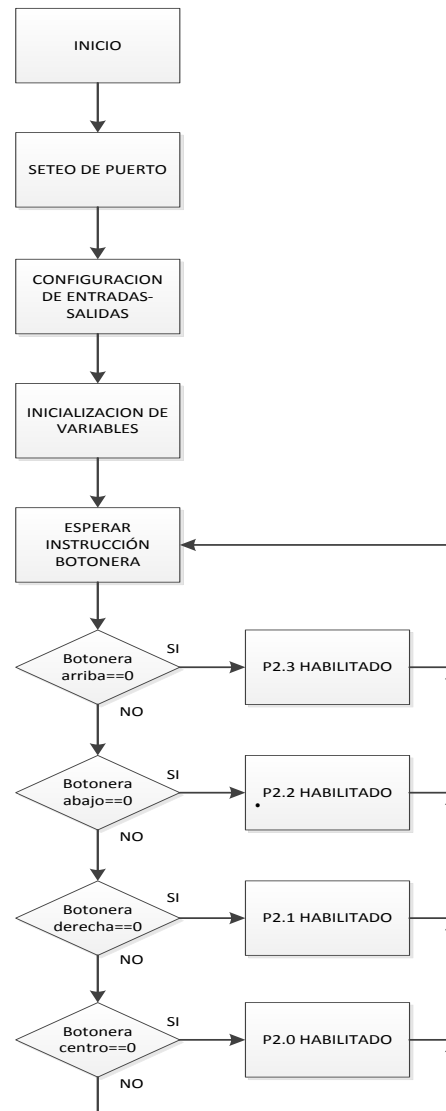 INICIO
SETEO DE PUERTO
CONFIGURACION
DE ENTRADAS-
SALIDAS
INICIALIZACION DE
VARIABLES
ESPERAR
INSTRUCCIÓN
BOTONERA
Botonera
arriba==0
SI
P2.3 HABILITADO
NO
Botonera
abajo==0
SI
P2.2 HABILITADO
NO
Botonera
derecha==0
SI
P2.1 HABILITADO
NO
Botonera
centro==0
SI
P2.0 HABILITADO
NO